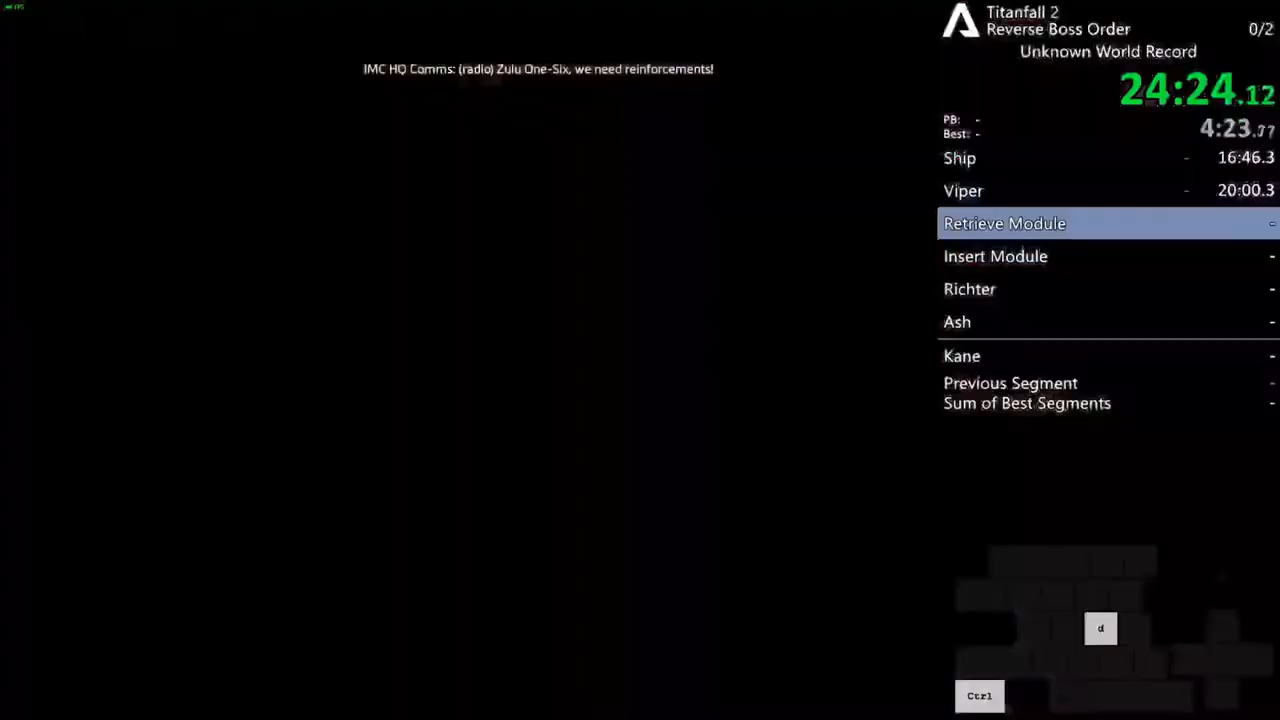 FPS
IMC HQ Comms: (radio) Zulu One-Six, we need reinforcements!
Titanfall 2
Reverse Boss Order 0/2
Unknown World Record
24:24.12
PB: -
4:23.77
Best: -
Ship - 16:46.3
Viper - 20:00.3
Retrieve Module -
Insert Module -
Richter -
Ash -
Kane -
Previous Segment -
Sum of Best Segments -
d
Ctrl